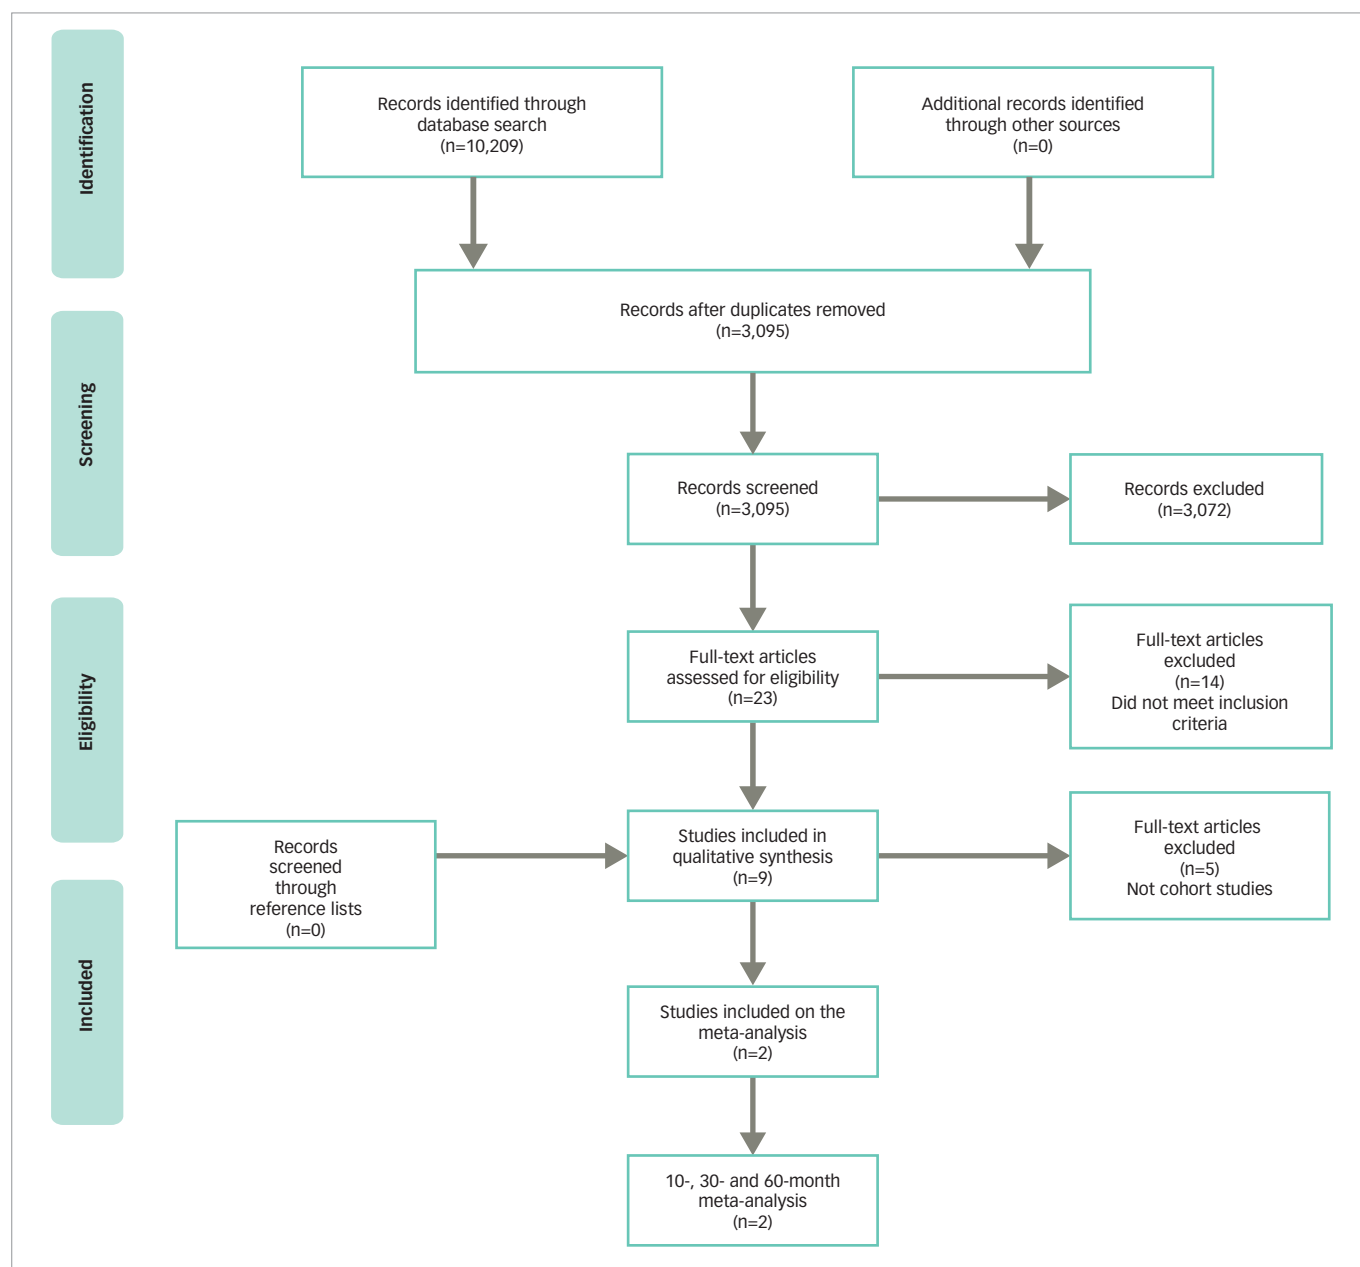 Identification
Records identified through
database search
(n=10,209)
Additional records identified
through other sources
(n=0)
Records after duplicates removed
(n=3,095)
Screening
Records screened
(n=3,095)
Records excluded
(n=3,072)
Eligibility
Full-text articles
assessed for eligibility
(n=23)
Full-text articles
excluded
(n=14)
Did not meet inclusion
criteria
Records
screened
through
reference lists
(n=0)
Studies included in
qualitative synthesis
(n=9)
Full-text articles
excluded
(n=5)
Not cohort studies
Included
Studies included on the
meta-analysis
(n=2)
10-, 30- and 60-month
meta-analysis
(n=2)